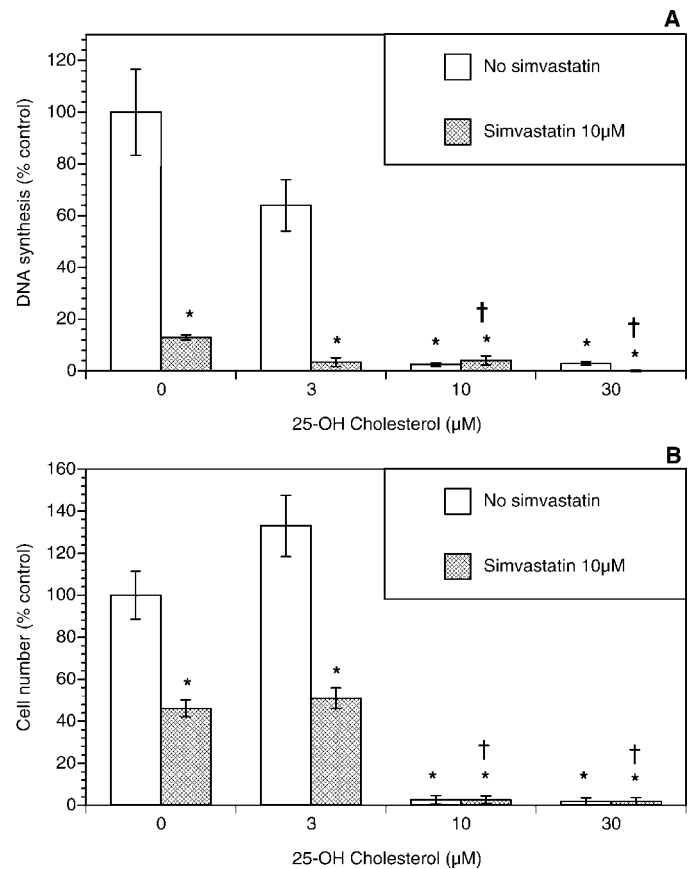 A
120
100
80
60
40
20
0
DNA synthesis (% control)
No simvastatin
Simvastatin 10µM
* * * † * * † *
0 3 10 30
25-OH Cholesterol (µM)
B
160
140
120
100
80
60
40
20
0
Cell number (% control)
No simvastatin
Simvastatin 10µM
* * * † * * † *
0 3 10 30
25-OH Cholesterol (µM)